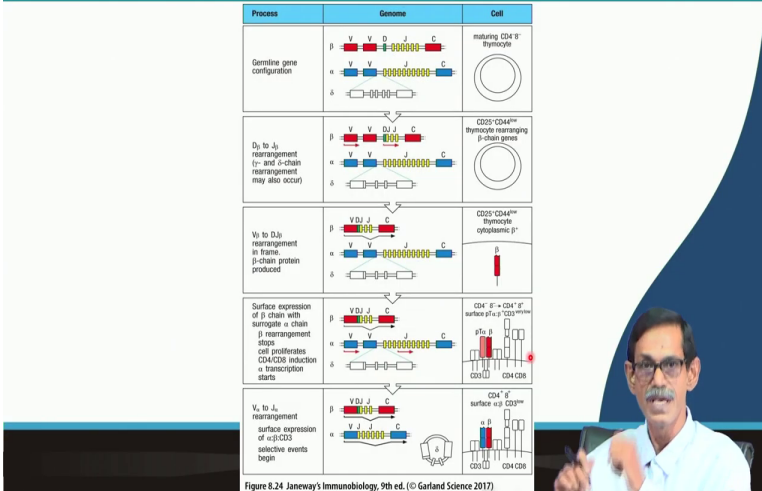 Process Genome Cell
Germline gene
configuration
β V V D J C
α V V J C
δ
maturing CD4⁻8⁻
thymocyte
Dβ to Jβ
rearrangement
(γ- and δ-chain
rearrangement
may also occur)
β V V DJ J C
α V V J C
δ
CD25⁺CD44ˡᵒʷ
thymocyte rearranging
β-chain genes
Vβ to DJβ
rearrangement
in frame.
β-chain protein
produced
β V DJ J C
α V V J C
δ
CD25⁺CD44ˡᵒʷ
thymocyte
cytoplasmic β⁺
β
Surface expression
of β chain with
surrogate α chain
β rearrangement
stops
cell proliferates
CD4/CD8 induction
α transcription
starts
β V DJ J C
α V V J C
δ
CD4⁻ 8⁻→ CD4⁺ 8⁺
surface pTα:β⁺CD3ᵛᵉʳʸ ˡᵒʷ
pTα β
CD3 CD4 CD8
Vα to Jα
rearrangement
surface expression
of α:β:CD3
selective events
begin
β V DJ J C
α V J J C
δ
CD4⁺ 8⁺
surface α:β CD3ˡᵒʷ
α β
CD3 CD4 CD8
Figure 8.24 Janeway's Immunobiology, 9th ed. (© Garland Science 2017)